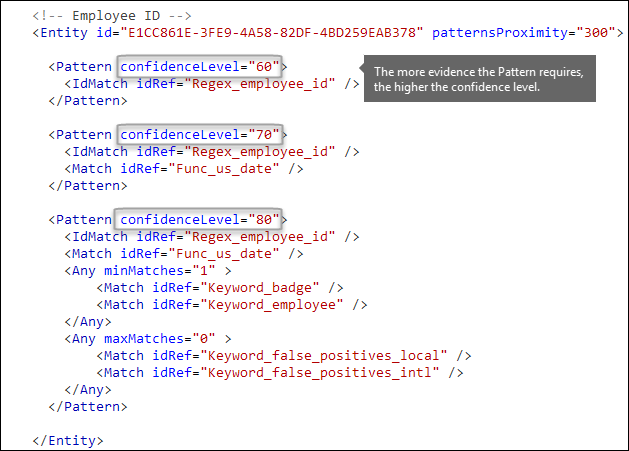 <!-- Employee ID -->
<Entity id="E1CC861E-3FE9-4A58-82DF-4BD259EAB378" patternsProximity="300">
<Pattern confidenceLevel="60">
The more evidence the Pattern requires,
the higher the confidence level.
<IdMatch idRef="Regex_employee_id" />
</Pattern>
<Pattern confidenceLevel="70">
<IdMatch idRef="Regex_employee_id" />
<Match idRef="Func_us_date" />
</Pattern>
<Pattern confidenceLevel="80">
<IdMatch idRef="Regex_employee_id" />
<Match idRef="Func_us_date" />
<Any minMatches="1" >
<Match idRef="Keyword_badge" />
<Match idRef="Keyword_employee" />
</Any>
<Any maxMatches="0" >
<Match idRef="Keyword_false_positives_local" />
<Match idRef="Keyword_false_positives_intl" />
</Any>
</Pattern>
</Entity>